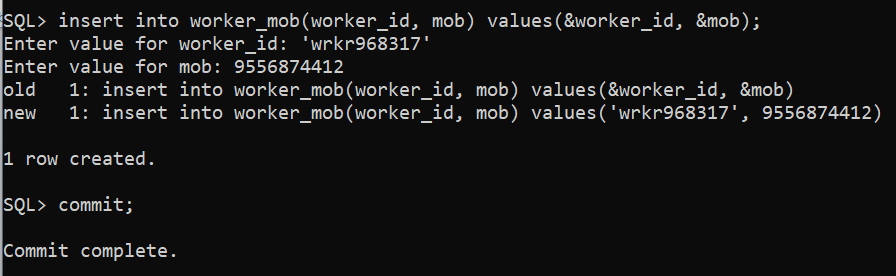 SQL> insert into worker_mob(worker_id, mob) values(&worker_id, &mob);
Enter value for worker_id: 'wrkr968317'
Enter value for mob: 9556874412
old   1: insert into worker_mob(worker_id, mob) values(&worker_id, &mob)
new   1: insert into worker_mob(worker_id, mob) values('wrkr968317', 9556874412)
1 row created.
SQL> commit;
Commit complete.